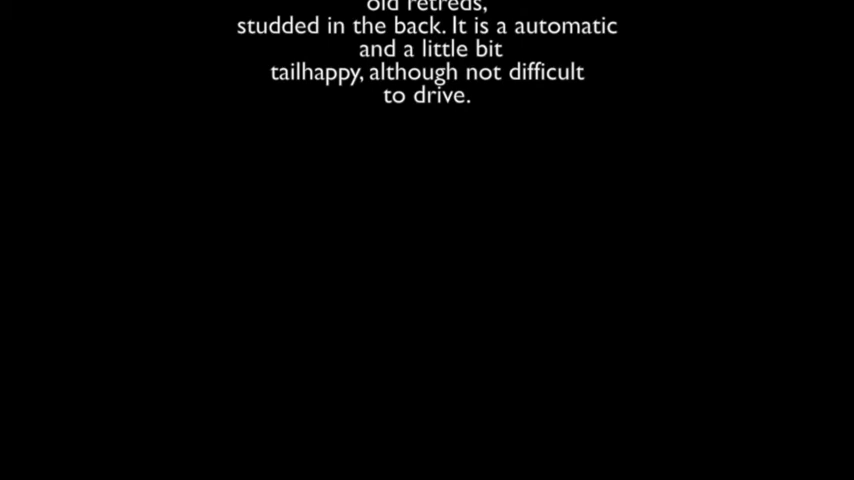 old retreds,
studded in the back. It is a automatic
and a little bit
tailhappy, although not difficult
to drive.